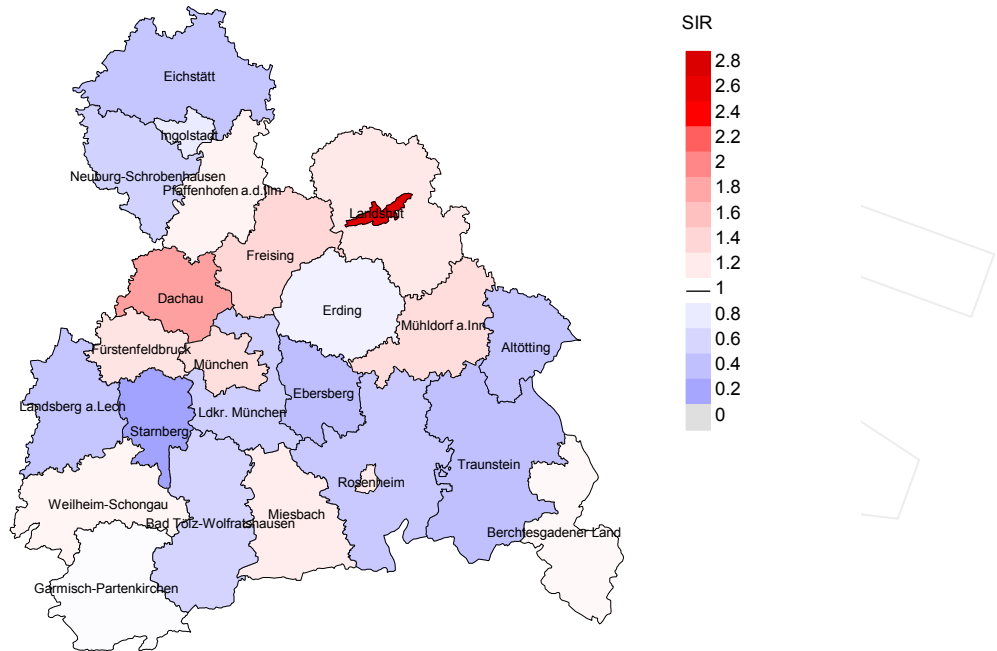 SIR
2.8
2.6
2.4
2.2
2
1.8
1.6
1.4
1.2
1
0.8
0.6
0.4
0.2
0
Eichstätt
Ingolstadt
Neuburg-Schrobenhausen
Pfaffenhofen a.d.Ilm
Landshut
Freising
Dachau
Erding
Mühldorf a.Inn
Altötting
Fürstenfeldbruck
München
Ebersberg
Landsberg a.Lech
Ldkr. München
Starnberg
Traunstein
Rosenheim
Weilheim-Schongau
Miesbach
Bad Tölz-Wolfratshausen
Berchtesgadener Land
Garmisch-Partenkirchen